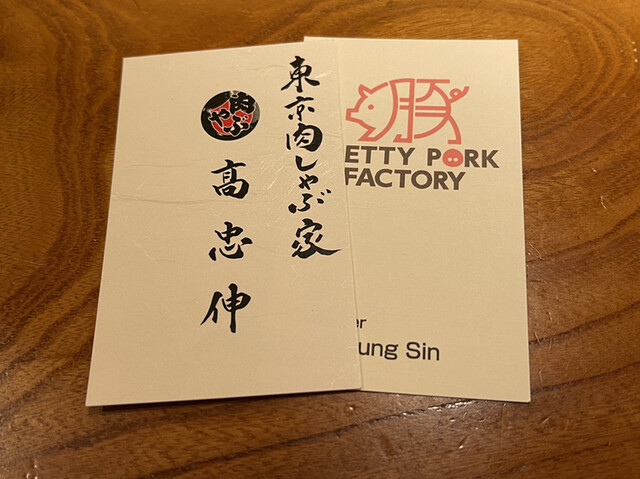 東京肉しゃぶ家
肉
しゃぶ
高忠伸
豚
ETTY PORK
FACTORY
er
ung Sin